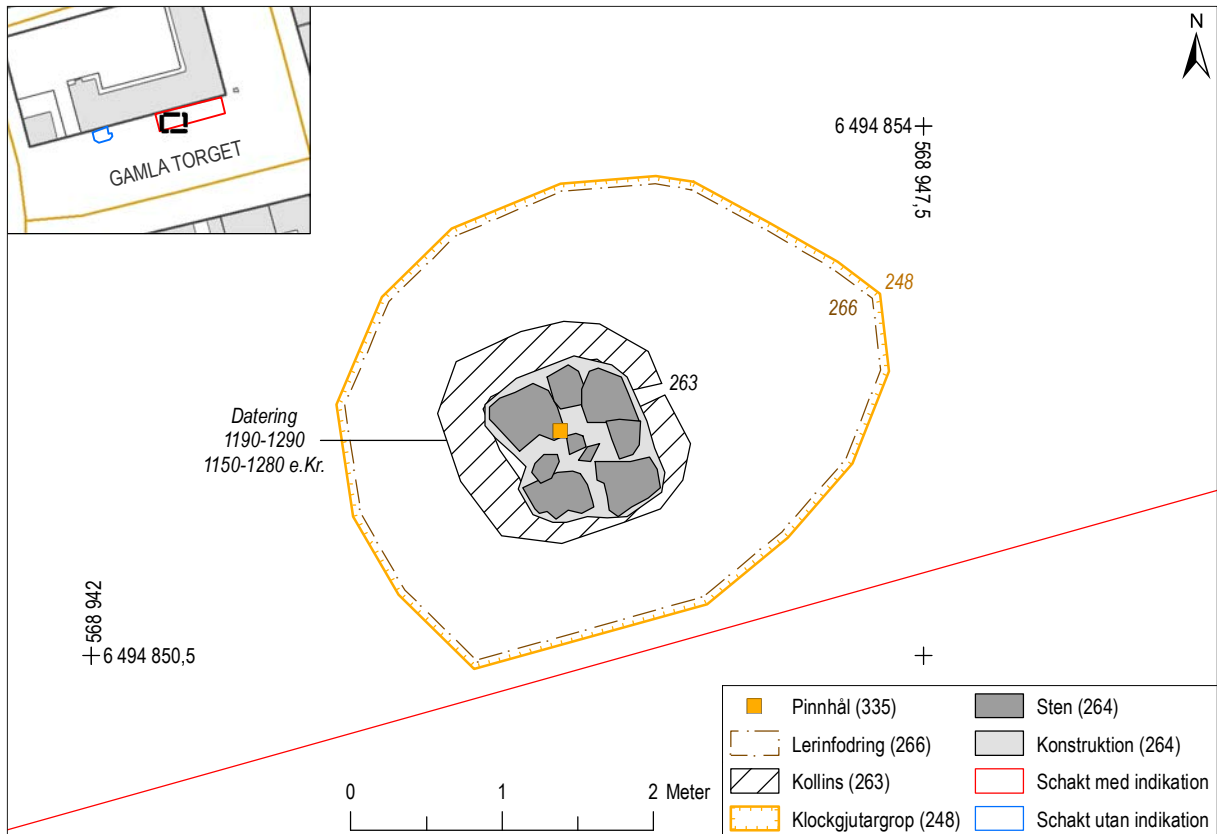 GAMLA TORGET
N
6 494 854
568 947,5
248
266
263
Datering
1190-1290
1150-1280 e.Kr.
568 942
6 494 850,5
0 1 2 Meter
Pinnhål (335)
Lerinfodring (266)
Kollins (263)
Klockgjutargrop (248)
Sten (264)
Konstruktion (264)
Schakt med indikation
Schakt utan indikation